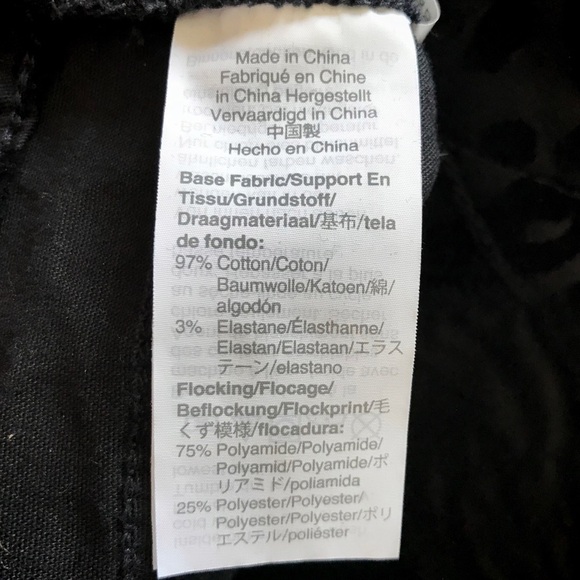 Made in China
Fabriqué en Chine
in China Hergestellt
Vervaardigd in China
中国製
Hecho en China
Base Fabric/Support En
Tissu/Grundstoff/
Draagmateriaal/基布/tela
de fondo:
97% Cotton/Coton/
Baumwolle/Katoen/綿/
algodón
3% Elastane/Élasthanne/
Elastan/Elastaan/エラス
テーン/elastano
Flocking/Flocage/
Beflockung/Flockprint/毛
くず模様/flocadura:
75% Polyamide/Polyamide/
Polyamid/Polyamide/ポ
リアミド/poliamida
25% Polyester/Polyester/
Polyester/Polyester/ポリ
エステル/poliéster